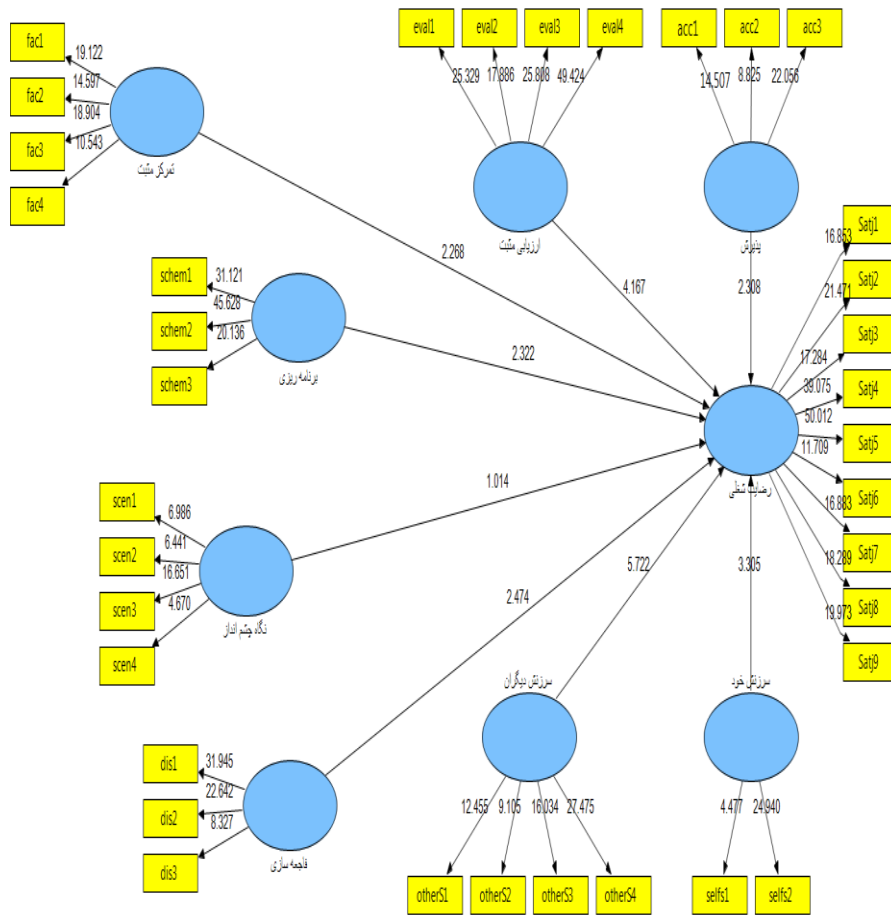 fac1
fac2
fac3
fac4
19.122
14.597
18.904
10.543
تمرکز مثبت
eval1
eval2
eval3
eval4
25.329
17.886
25.808
49.424
ارزیابی مثبت
acc1
acc2
acc3
14.507
8.825
22.056
پذیرش
schem1
schem2
schem3
31.121
45.628
20.136
برنامه ریزی
2.268
4.167
2.308
2.322
1.014
2.474
5.722
3.305
Satj1
Satj2
Satj3
Satj4
Satj5
Satj6
Satj7
Satj8
Satj9
16.853
21.471
17.284
39.075
50.012
11.709
16.883
18.289
19.973
رضایت شغلی
scen1
scen2
scen3
scen4
6.986
6.441
16.651
4.670
نگاه چشم انداز
dis1
dis2
dis3
31.945
22.642
8.327
فاجعه سازی
سرزنش دیگران
12.455
9.105
16.034
27.475
otherS1
otherS2
otherS3
otherS4
سرزنش خود
4.477
24.940
selfs1
selfs2